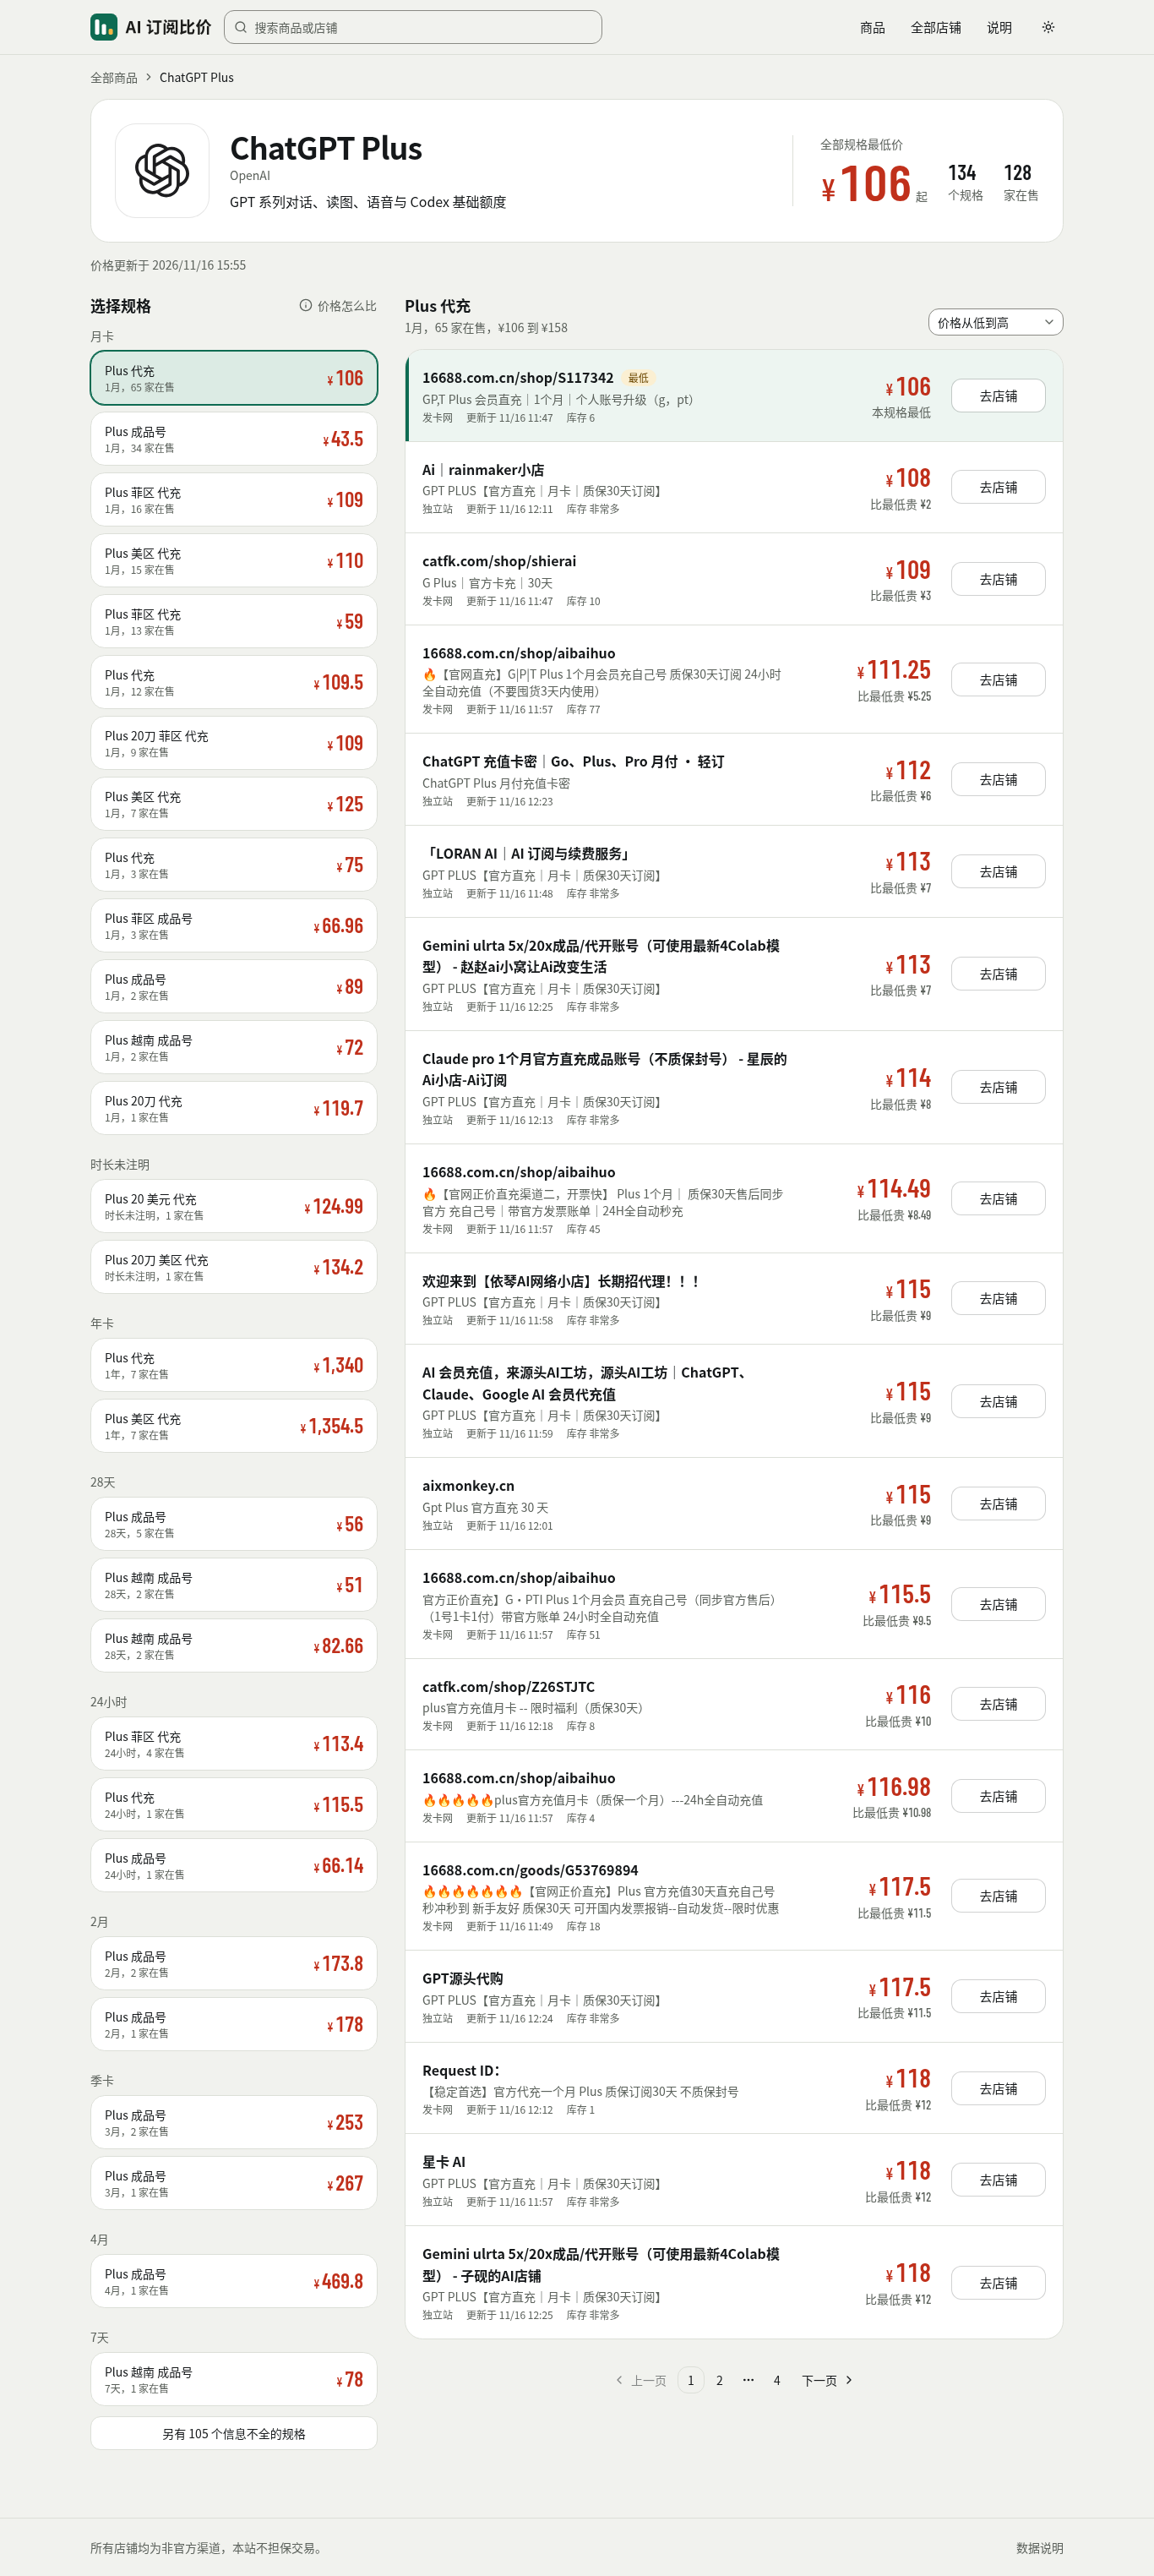 AI 订阅比价
搜索商品或店铺
商品
全部店铺
说明
全部商品
ChatGPT Plus
ChatGPT Plus
OpenAI
GPT 系列对话、读图、语音与 Codex 基础额度
全部规格最低价
¥106 起
134
个规格
128
家在售
价格更新于 2026/11/16 15:55
选择规格
价格怎么比
月卡
Plus 代充
1月，65 家在售
¥106
Plus 成品号
1月，34 家在售
¥43.5
Plus 菲区 代充
1月，16 家在售
¥109
Plus 美区 代充
1月，15 家在售
¥110
Plus 菲区 代充
1月，13 家在售
¥59
Plus 代充
1月，12 家在售
¥109.5
Plus 20刀 菲区 代充
1月，9 家在售
¥109
Plus 美区 代充
1月，7 家在售
¥125
Plus 代充
1月，3 家在售
¥75
Plus 菲区 成品号
1月，3 家在售
¥66.96
Plus 成品号
1月，2 家在售
¥89
Plus 越南 成品号
1月，2 家在售
¥72
Plus 20刀 代充
1月，1 家在售
¥119.7
时长未注明
Plus 20 美元 代充
时长未注明，1 家在售
¥124.99
Plus 20刀 美区 代充
时长未注明，1 家在售
¥134.2
年卡
Plus 代充
1年，7 家在售
¥1,340
Plus 美区 代充
1年，7 家在售
¥1,354.5
28天
Plus 成品号
28天，5 家在售
¥56
Plus 越南 成品号
28天，2 家在售
¥51
Plus 越南 成品号
28天，2 家在售
¥82.66
24小时
Plus 菲区 代充
24小时，4 家在售
¥113.4
Plus 代充
24小时，1 家在售
¥115.5
Plus 成品号
24小时，1 家在售
¥66.14
2月
Plus 成品号
2月，2 家在售
¥173.8
Plus 成品号
2月，1 家在售
¥178
季卡
Plus 成品号
3月，2 家在售
¥253
Plus 成品号
3月，1 家在售
¥267
4月
Plus 成品号
4月，1 家在售
¥469.8
7天
Plus 越南 成品号
7天，1 家在售
¥78
另有 105 个信息不全的规格
Plus 代充
1月，65 家在售，¥106 到 ¥158
价格从低到高
16688.com.cn/shop/S117342 最低
GP,T Plus 会员直充｜1个月｜个人账号升级（g，pt）
发卡网 更新于 11/16 11:47 库存 6
¥106
本规格最低
去店铺
Ai｜rainmaker小店
GPT PLUS【官方直充｜月卡｜质保30天订阅】
独立站 更新于 11/16 12:11 库存 非常多
¥108
比最低贵 ¥2
去店铺
catfk.com/shop/shierai
G Plus｜官方卡充｜30天
发卡网 更新于 11/16 11:47 库存 10
¥109
比最低贵 ¥3
去店铺
16688.com.cn/shop/aibaihuo
🔥【官网直充】G|P|T Plus 1个月会员充自己号 质保30天订阅 24小时
全自动充值（不要囤货3天内使用）
发卡网 更新于 11/16 11:57 库存 77
¥111.25
比最低贵 ¥5.25
去店铺
ChatGPT 充值卡密｜Go、Plus、Pro 月付 · 轻订
ChatGPT Plus 月付充值卡密
独立站 更新于 11/16 12:23
¥112
比最低贵 ¥6
去店铺
「LORAN AI｜AI 订阅与续费服务」
GPT PLUS【官方直充｜月卡｜质保30天订阅】
独立站 更新于 11/16 11:48 库存 非常多
¥113
比最低贵 ¥7
去店铺
Gemini ulrta 5x/20x成品/代开账号（可使用最新4Colab模
型） - 赵赵ai小窝让Ai改变生活
GPT PLUS【官方直充｜月卡｜质保30天订阅】
独立站 更新于 11/16 12:25 库存 非常多
¥113
比最低贵 ¥7
去店铺
Claude pro 1个月官方直充成品账号（不质保封号） - 星辰的
Ai小店-Ai订阅
GPT PLUS【官方直充｜月卡｜质保30天订阅】
独立站 更新于 11/16 12:13 库存 非常多
¥114
比最低贵 ¥8
去店铺
16688.com.cn/shop/aibaihuo
🔥【官网正价直充渠道二，开票快】 Plus 1个月｜ 质保30天售后同步
官方 充自己号｜带官方发票账单｜24H全自动秒充
发卡网 更新于 11/16 11:57 库存 45
¥114.49
比最低贵 ¥8.49
去店铺
欢迎来到【依琴AI网络小店】长期招代理！！！
GPT PLUS【官方直充｜月卡｜质保30天订阅】
独立站 更新于 11/16 11:58 库存 非常多
¥115
比最低贵 ¥9
去店铺
AI 会员充值，来源头AI工坊，源头AI工坊｜ChatGPT、
Claude、Google AI 会员代充值
GPT PLUS【官方直充｜月卡｜质保30天订阅】
独立站 更新于 11/16 11:59 库存 非常多
¥115
比最低贵 ¥9
去店铺
aixmonkey.cn
Gpt Plus 官方直充 30 天
独立站 更新于 11/16 12:01
¥115
比最低贵 ¥9
去店铺
16688.com.cn/shop/aibaihuo
官方正价直充】G·PTI Plus 1个月会员 直充自己号（同步官方售后）
（1号1卡1付）带官方账单 24小时全自动充值
发卡网 更新于 11/16 11:57 库存 51
¥115.5
比最低贵 ¥9.5
去店铺
catfk.com/shop/Z26STJTC
plus官方充值月卡 -- 限时福利（质保30天）
发卡网 更新于 11/16 12:18 库存 8
¥116
比最低贵 ¥10
去店铺
16688.com.cn/shop/aibaihuo
🔥🔥🔥🔥🔥plus官方充值月卡（质保一个月）---24h全自动充值
发卡网 更新于 11/16 11:57 库存 4
¥116.98
比最低贵 ¥10.98
去店铺
16688.com.cn/goods/G53769894
🔥🔥🔥🔥🔥🔥🔥【官网正价直充】Plus 官方充值30天直充自己号
秒冲秒到 新手友好 质保30天 可开国内发票报销--自动发货--限时优惠
发卡网 更新于 11/16 11:49 库存 18
¥117.5
比最低贵 ¥11.5
去店铺
GPT源头代购
GPT PLUS【官方直充｜月卡｜质保30天订阅】
独立站 更新于 11/16 12:24 库存 非常多
¥117.5
比最低贵 ¥11.5
去店铺
Request ID：
【稳定首选】官方代充一个月 Plus 质保订阅30天 不质保封号
发卡网 更新于 11/16 12:12 库存 1
¥118
比最低贵 ¥12
去店铺
星卡 AI
GPT PLUS【官方直充｜月卡｜质保30天订阅】
独立站 更新于 11/16 11:57 库存 非常多
¥118
比最低贵 ¥12
去店铺
Gemini ulrta 5x/20x成品/代开账号（可使用最新4Colab模
型） - 子砚的AI店铺
GPT PLUS【官方直充｜月卡｜质保30天订阅】
独立站 更新于 11/16 12:25 库存 非常多
¥118
比最低贵 ¥12
去店铺
上一页 1 2 ··· 4 下一页
所有店铺均为非官方渠道，本站不担保交易。
数据说明